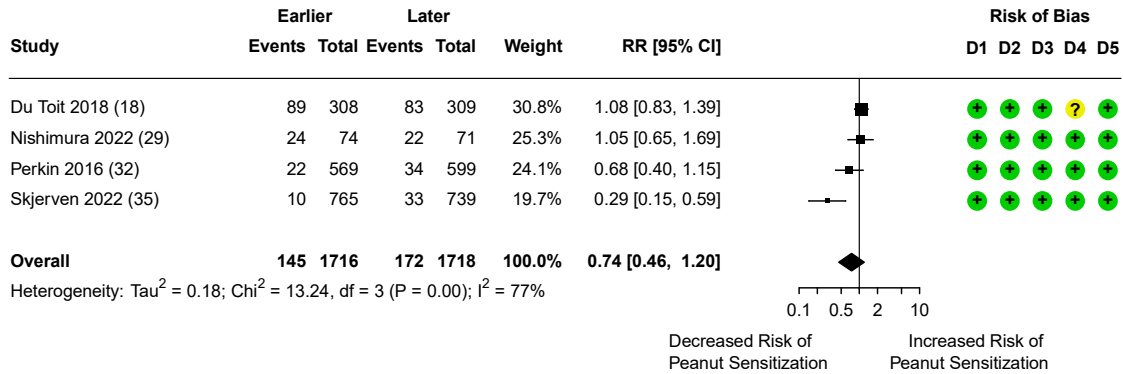 Earlier Later Risk of Bias
Study Events Total Events Total Weight RR [95% CI] D1 D2 D3 D4 D5
Du Toit 2018 (18) 89 308 83 309 30.8% 1.08 [0.83, 1.39] + + + ? +
Nishimura 2022 (29) 24 74 22 71 25.3% 1.05 [0.65, 1.69] + + + + +
Perkin 2016 (32) 22 569 34 599 24.1% 0.68 [0.40, 1.15] + + + + +
Skjerven 2022 (35) 10 765 33 739 19.7% 0.29 [0.15, 0.59] + + + + +
Overall 145 1716 172 1718 100.0% 0.74 [0.46, 1.20]
Heterogeneity: Tau² = 0.18; Chi² = 13.24, df = 3 (P = 0.00); I² = 77%
0.1 0.5 2 10
Decreased Risk of Increased Risk of
Peanut Sensitization Peanut Sensitization